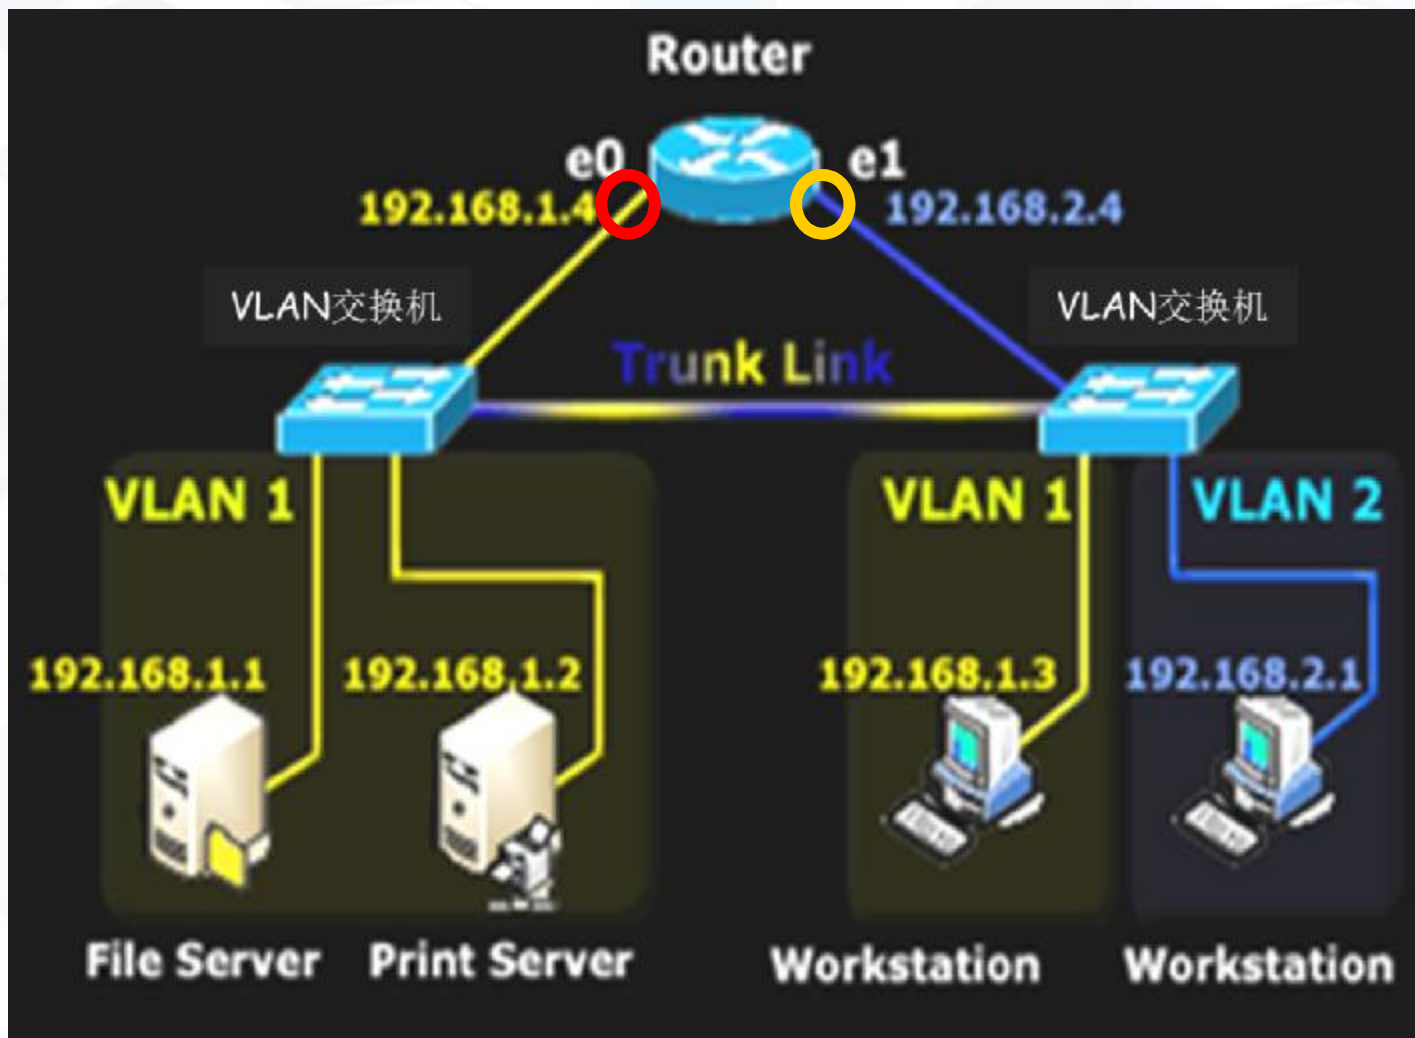 Router
e0
e1
192.168.1.4
192.168.2.4
VLAN交换机
VLAN交换机
Trunk Link
VLAN 1
VLAN 1
VLAN 2
192.168.1.1
192.168.1.2
192.168.1.3
192.168.2.1
File Server
Print Server
Workstation
Workstation